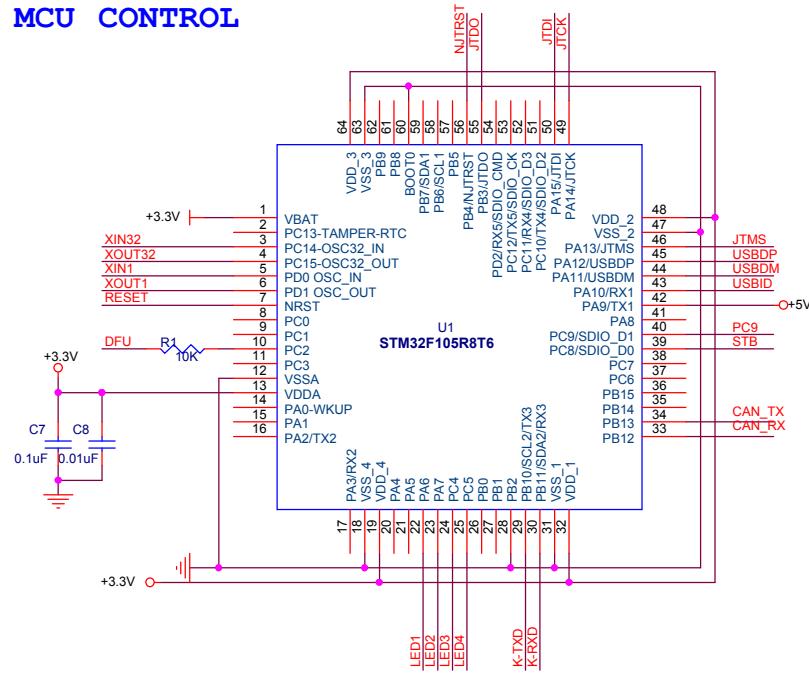 MCU CONTROL
NJTRST
JTDO
JTDI
JTCK
64
63
62
61
60
59
58
57
56
55
54
53
52
51
50
49
VDD_3
VSS_3
PB9
PB8
BOOT0
PB7/SDA1
PB6/SCL1
PB5
PB4/NJTRST
PB3/JTDO
PD2/RX5/SDIO_CMD
PC12/TX5/SDIO_CK
PC11/RX4/SDIO_D3
PC10/TX4/SDIO_D2
PA15/JTDI
PA14/JTCK
+3.3V 1 VBAT
2 PC13-TAMPER-RTC
XIN32 3 PC14-OSC32_IN
XOUT32 4 PC15-OSC32_OUT
XIN1 5 PD0 OSC_IN
XOUT1 6 PD1 OSC_OUT
RESET 7 NRST
8 PC0
9 PC1
DFU R1 10K 10 PC2
11 PC3
12 VSSA
13 VDDA
14 PA0-WKUP
15 PA1
16 PA2/TX2
+3.3V
C7 C8
0.1uF 0.01uF
U1
STM32F105R8T6
VDD_2 48
VSS_2 47
PA13/JTMS 46 JTMS
PA12/USBDP 45 USBDP
PA11/USBDM 44 USBDM
PA10/RX1 43 USBID
PA9/TX1 42 +5V
PA8 41
PC9/SDIO_D1 40 PC9
PC8/SDIO_D0 39 STB
PC7 38
PC6 37
PB15 36
PB14 35
PB13 34 CAN_TX
PB12 33 CAN_RX
PA3/RX2
VSS_4
VDD_4
PA4
PA5
PA6
PA7
PC4
PC5
PB0
PB1
PB2
PB10/SCL2/TX3
PB11/SDA2/RX3
VSS_1
VDD_1
17
18
19
20
21
22
23
24
25
26
27
28
29
30
31
32
+3.3V
LED1
LED2
LED3
LED4
K-TXD
K-RXD